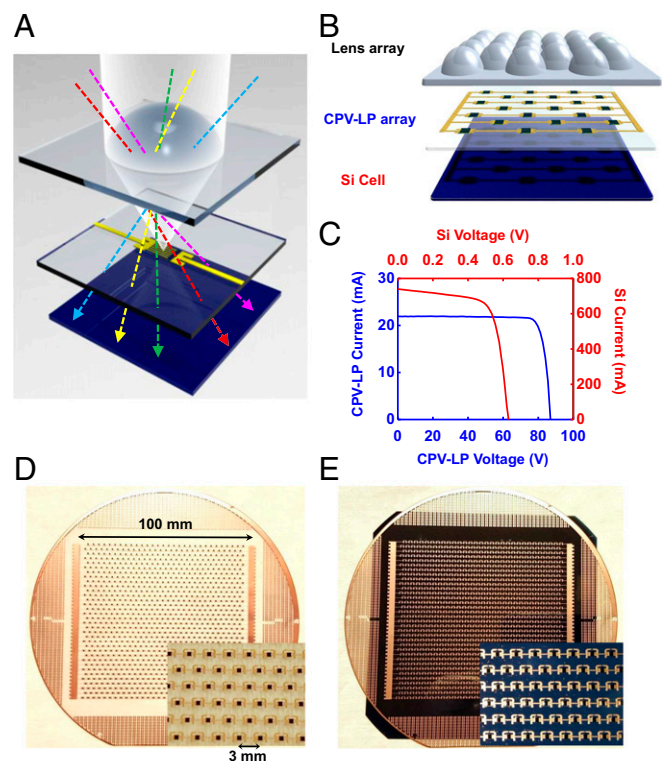 A
B
Lens array
CPV-LP array
Si Cell
C
Si Voltage (V)
0.0 0.2 0.4 0.6 0.8 1
CPV-LP Current (mA)
30
20
10
0
800
600
400
200
0
Si Current (mA)
0 20 40 60 80 100
CPV-LP Voltage (V)
D
100 mm
3 mm
E